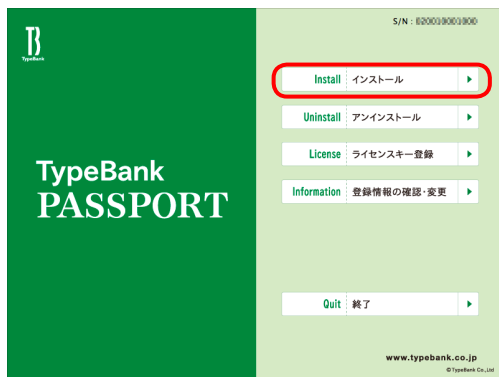 TB
TypeBank
TypeBank
PASSPORT
S/N :
Install インストール
Uninstall アンインストール
License ライセンスキー登録
Information 登録情報の確認・変更
Quit 終了
www.typebank.co.jp
©TypeBank Co.,Ltd